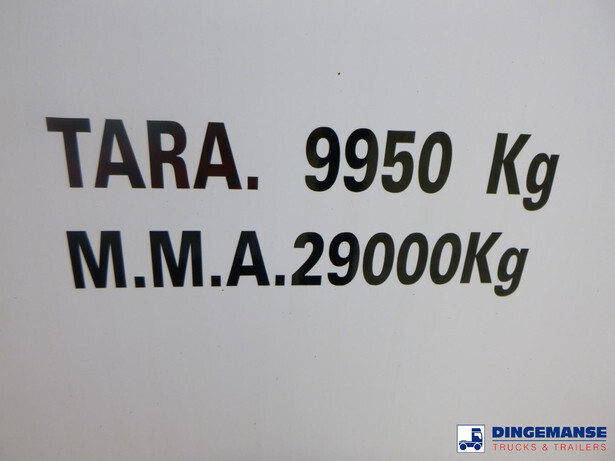 TARA. 9950 Kg
M.M.A.29000Kg
DINGEMANSE
TRUCKS & TRAILERS